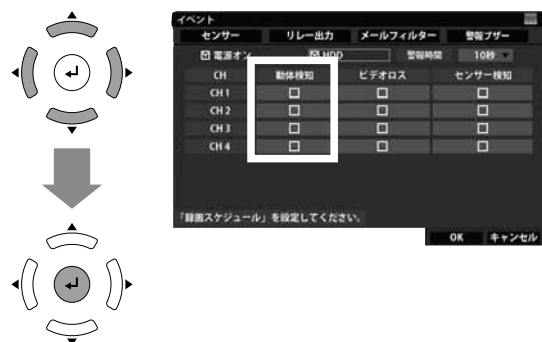 イベント
センサー リレー出力 メールフィルター 警報ブザー
電源オン HDD 警報時間 10秒
CH 動体検知 ビデオロス センサー検知
CH 1
CH 2
CH 3
CH 4
「録画スケジュール」を設定してください。
OK キャンセル